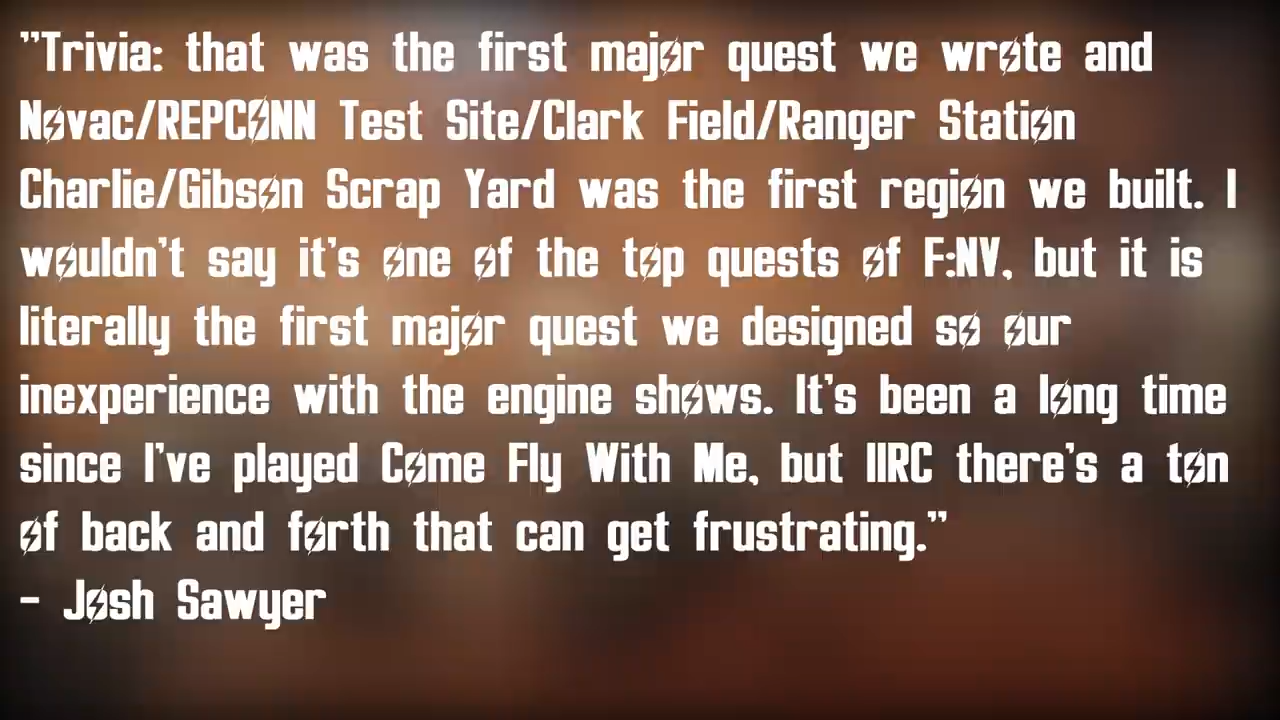 "Trivia: that was the first major quest we wrote and
Novac/REPCONN Test Site/Clark Field/Ranger Station
Charlie/Gibson Scrap Yard was the first region we built. I
wouldn't say it's one of the top quests of F:NV, but it is
literally the first major quest we designed so our
inexperience with the engine shows. It's been a long time
since I've played Come Fly With Me, but IIRC there's a ton
of back and forth that can get frustrating."
- Josh Sawyer